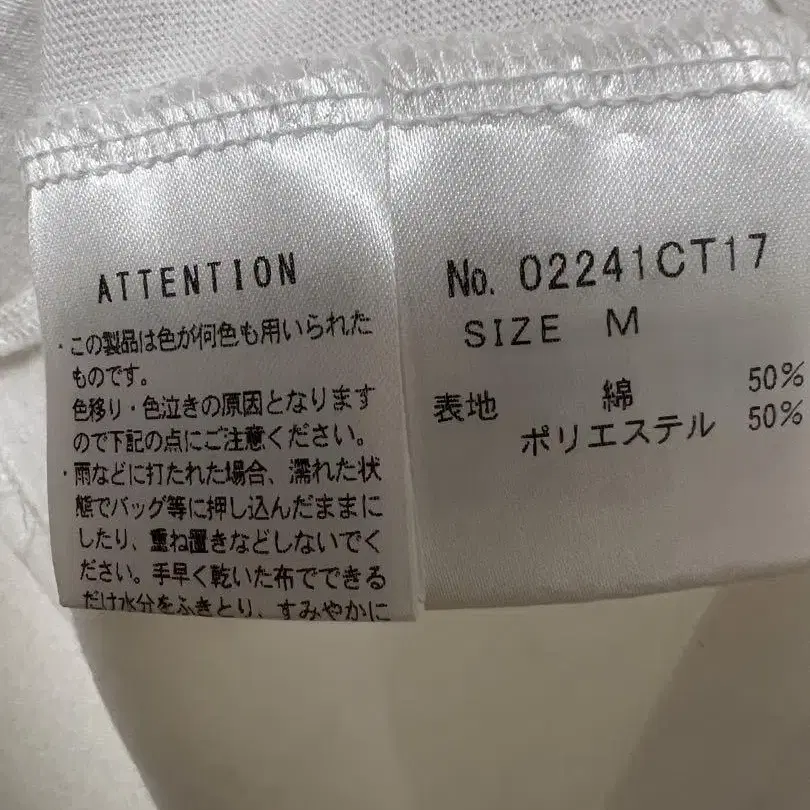 ATTENTION
・この製品は色が何色も用いられた
ものです。
色移り・色泣きの原因となります
ので下記の点にご注意ください。
・雨などに打たれた場合、濡れた状
態でバッグ等に押し込んだままに
したり、重ね置きなどしないでく
ださい。手早く乾いた布でできる
だけ水分をふきとり、すみやかに
No. 02241CT17
SIZE M
表地 綿 50%
ポリエステル 50%